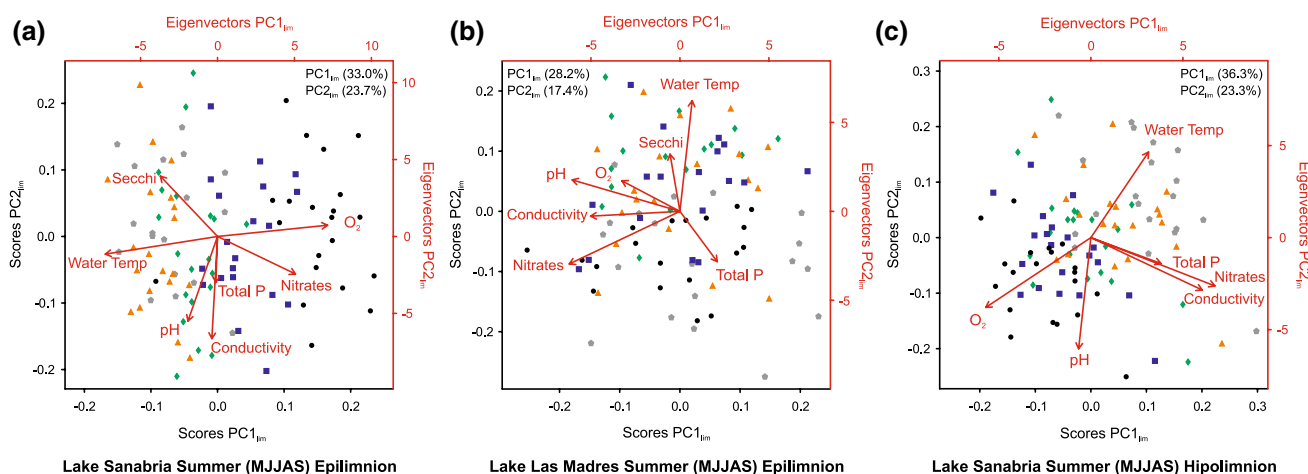 (a)
Eigenvectors PC1lim
-5 0 5 10
PC1lim (33.0%)
PC2lim (23.7%)
Scores PC2lim
0.2
0.1
0.0
-0.1
-0.2
Secchi
O2
Water Temp
Total P
Nitrates
pH
Conductivity
10
5
0
-5
Eigenvectors PC2lim
-0.2 -0.1 0.0 0.1 0.2
Scores PC1lim
Lake Sanabria Summer (MJJAS) Epilimnion
(b)
Eigenvectors PC1lim
-5 0 5
PC1lim (28.2%)
PC2lim (17.4%)
Scores PC2lim
0.2
0.1
0.0
-0.1
-0.2
Water Temp
Secchi
O2
pH
Conductivity
Nitrates
Total P
5
0
-5
Eigenvectors PC2lim
-0.2 -0.1 0.0 0.1 0.2
Scores PC1lim
Lake Las Madres Summer (MJJAS) Epilimnion
(c)
Eigenvectors PC1lim
-5 0 5
PC1lim (36.3%)
PC2lim (23.3%)
Scores PC2lim
0.3
0.2
0.1
0.0
-0.1
-0.2
Water Temp
Total P
Nitrates
Conductivity
O2
pH
5
0
-5
Eigenvectors PC2lim
-0.2 -0.1 0.0 0.1 0.2 0.3
Scores PC1lim
Lake Sanabria Summer (MJJAS) Hipolimnion